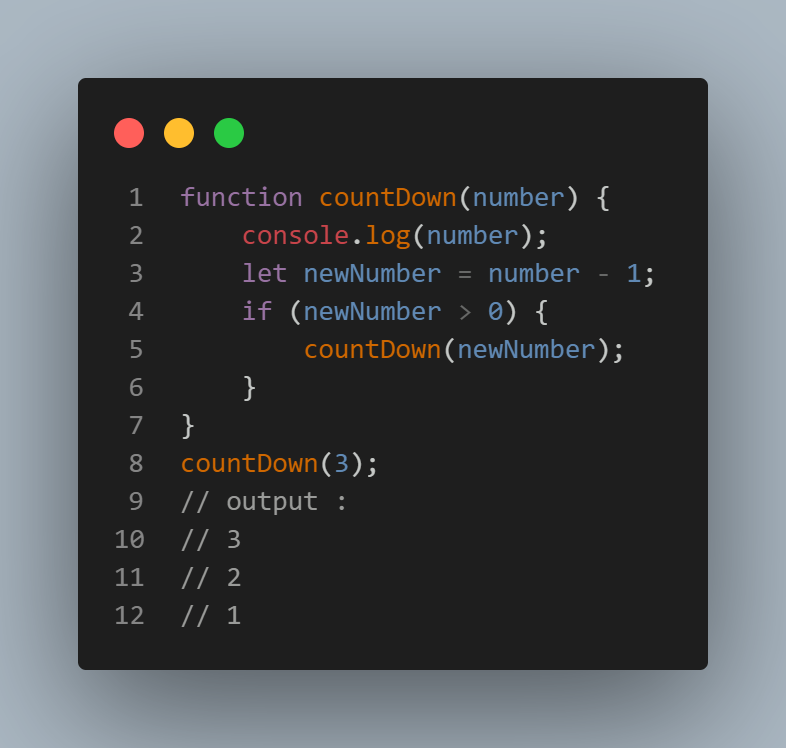 1 function countDown(number) {
2     console.log(number);
3     let newNumber = number - 1;
4     if (newNumber > 0) {
5         countDown(newNumber);
6     }
7 }
8 countDown(3);
9 // output :
10 // 3
11 // 2
12 // 1